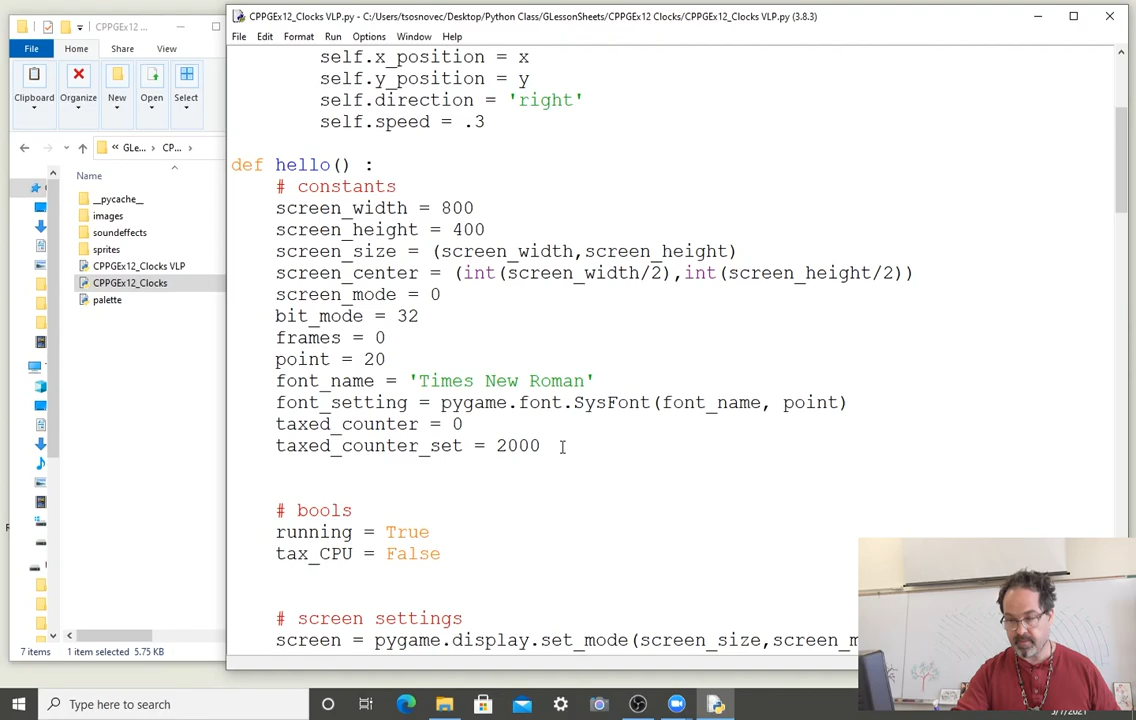 CPPGEx12 ...
CPPGEx12_Clocks VLP.py - C:/Users/tsosnovec/Desktop/Python Class/GLessonSheets/CPPGEx12 Clocks/CPPGEx12_Clocks VLP.py (3.8.3)
File Home Share View
File Edit Format Run Options Window Help
Clipboard Organize New Open Select
« GLe... › CP... ›
Name
__pycache__
images
soundeffects
sprites
CPPGEx12_Clocks VLP
CPPGEx12_Clocks
palette
7 items 1 item selected 5.75 KB
self.x_position = x
self.y_position = y
self.direction = 'right'
self.speed = .3
def hello() :
# constants
screen_width = 800
screen_height = 400
screen_size = (screen_width,screen_height)
screen_center = (int(screen_width/2),int(screen_height/2))
screen_mode = 0
bit_mode = 32
frames = 0
point = 20
font_name = 'Times New Roman'
font_setting = pygame.font.SysFont(font_name, point)
taxed_counter = 0
taxed_counter_set = 2000
# bools
running = True
tax_CPU = False
# screen settings
screen = pygame.display.set_mode(screen_size,screen_m
Type here to search